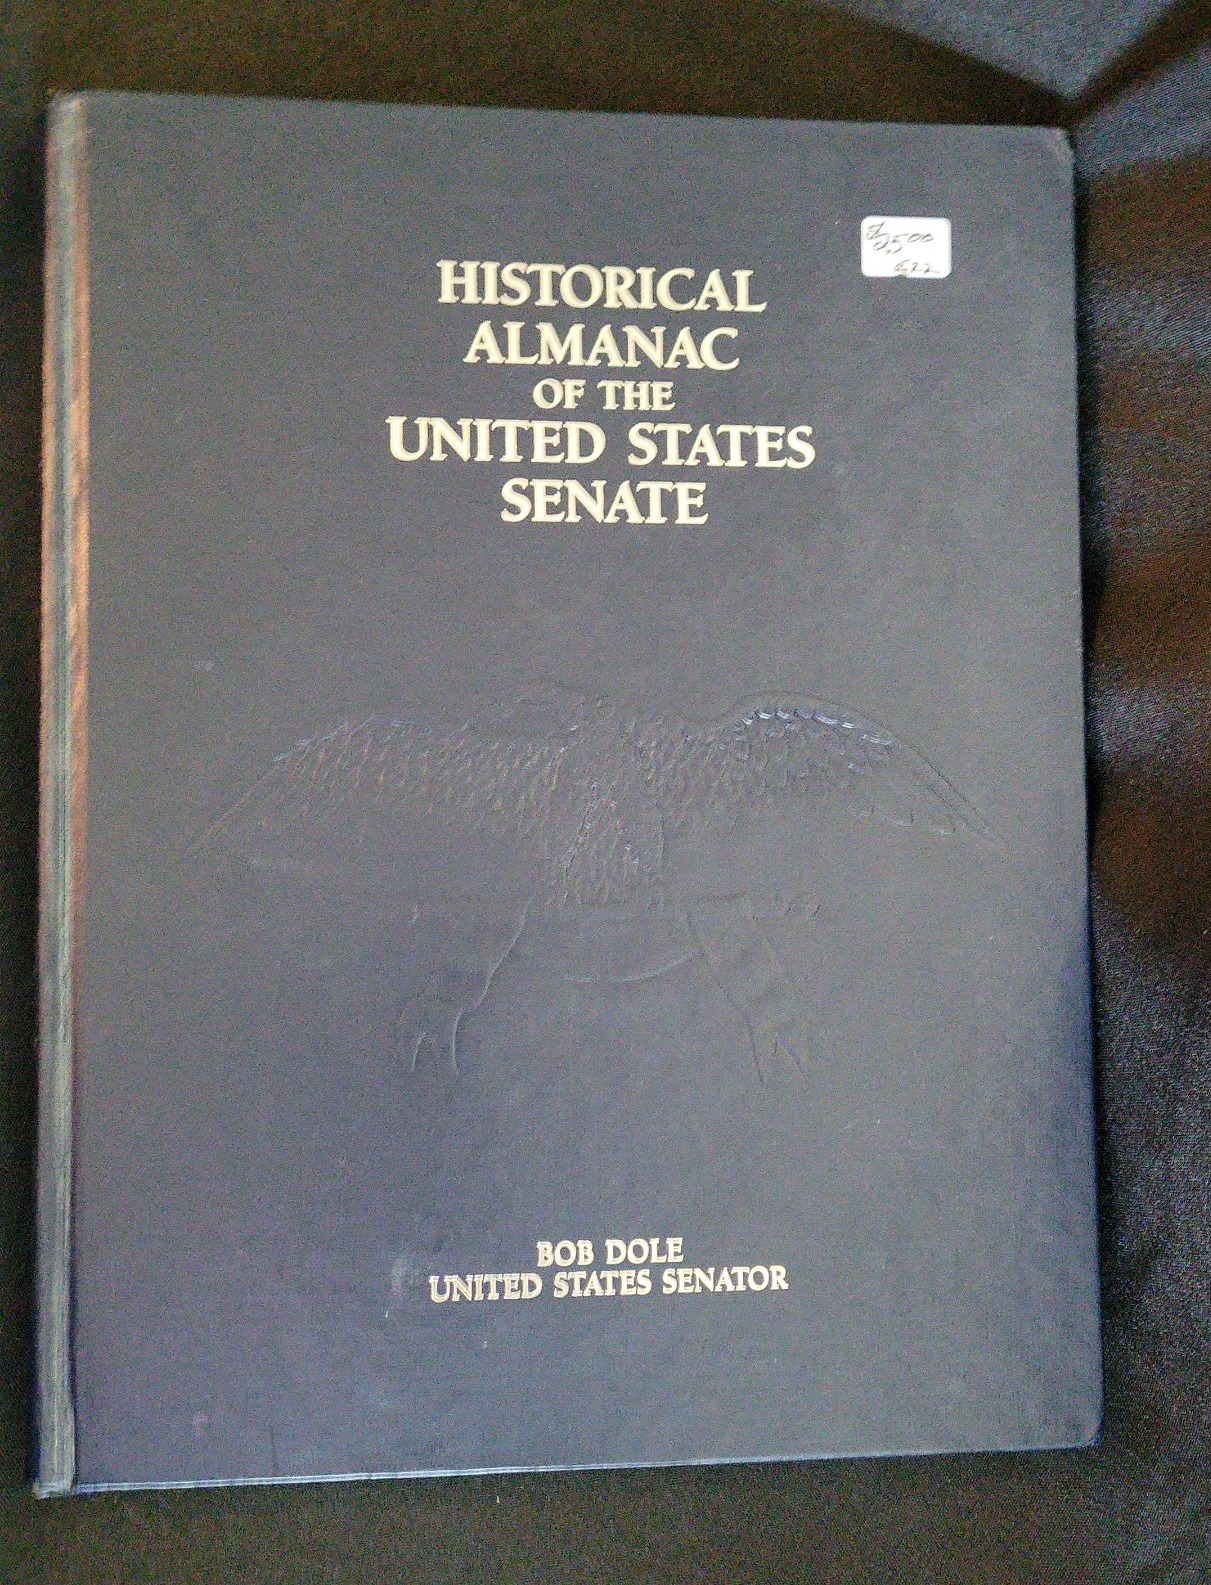 HISTORICAL
ALMANAC
OF THE
UNITED STATES
SENATE
BOB DOLE
UNITED STATES SENATOR